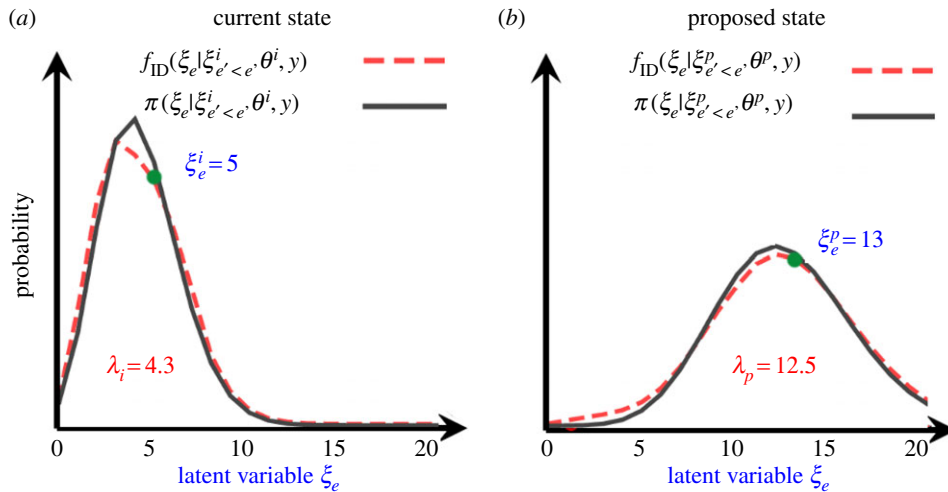 (a) current state
f_ID(ξ_e|ξ^i_{e′<e}, θ^i, y)
π(ξ_e|ξ^i_{e′<e}, θ^i, y)
ξ^i_e = 5
probability
λ_i = 4.3
0 5 10 15 20
latent variable ξ_e
(b) proposed state
f_ID(ξ_e|ξ^p_{e′<e}, θ^p, y)
π(ξ_e|ξ^p_{e′<e}, θ^p, y)
ξ^p_e = 13
λ_p = 12.5
0 5 10 15 20
latent variable ξ_e